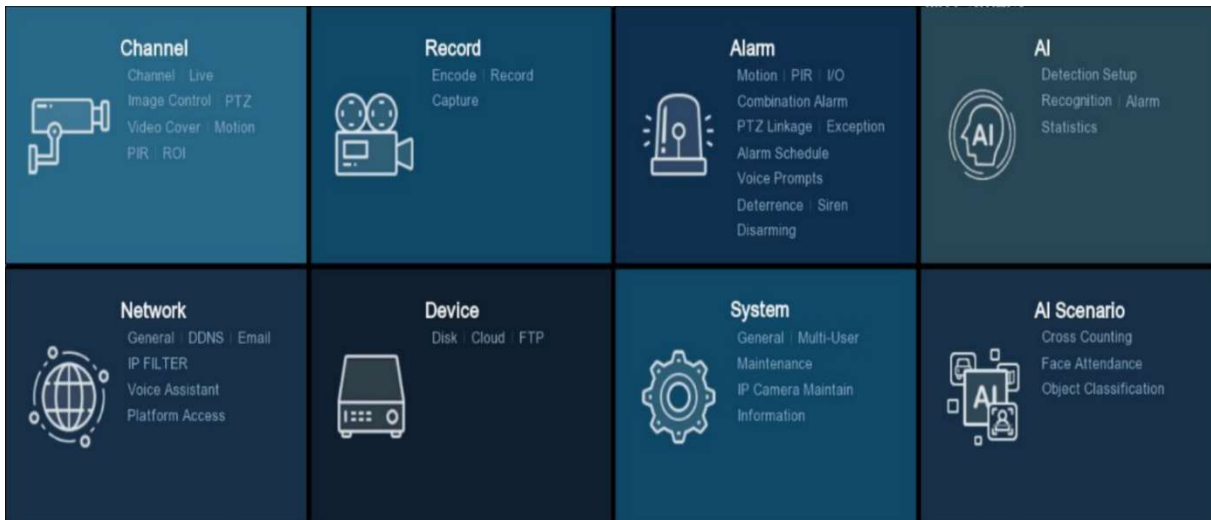 Channel
Channel | Live
Image Control | PTZ
Video Cover | Motion
PIR | ROI
Record
Encode | Record
Capture
Alarm
Motion | PIR | I/O
Combination Alarm
PTZ Linkage | Exception
Alarm Schedule
Voice Prompts
Deterrence | Siren
Disarming
AI
Detection Setup
Recognition | Alarm
Statistics
AI
Network
General | DDNS | Email
IP FILTER
Voice Assistant
Platform Access
Device
Disk | Cloud | FTP
System
General | Multi-User
Maintenance
IP Camera Maintain
Information
AI Scenario
Cross Counting
Face Attendance
Object Classification
AI